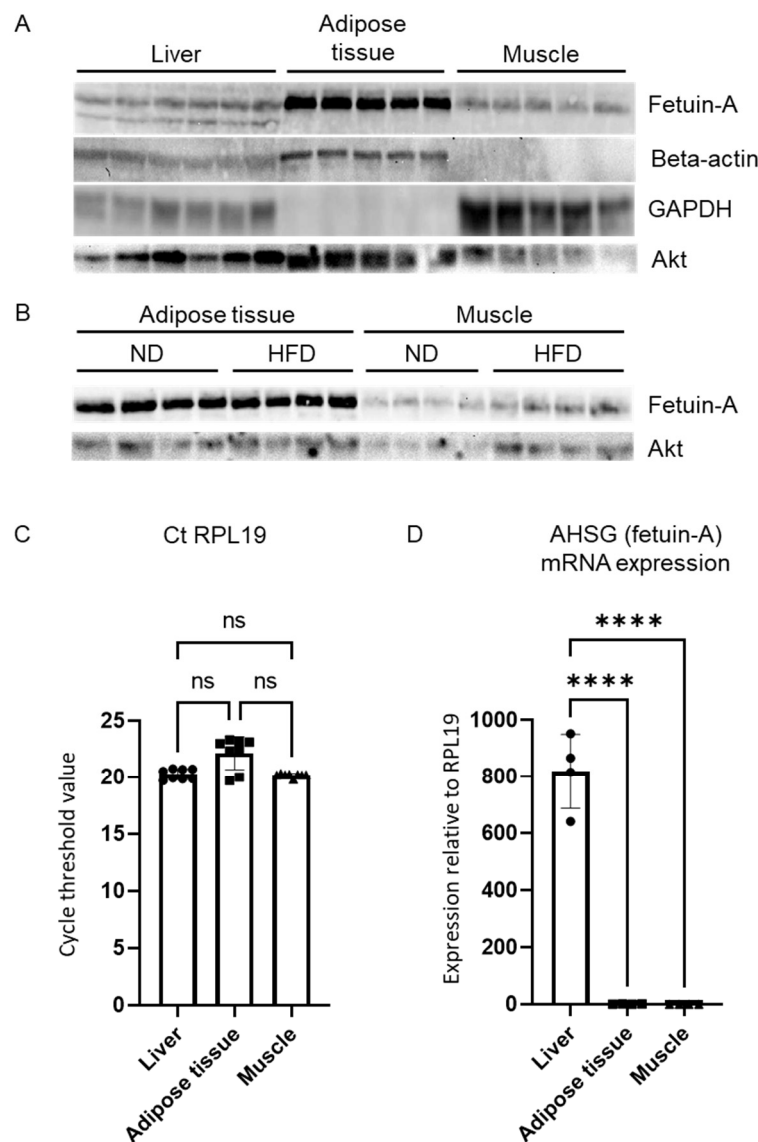 A
Liver
Adipose
tissue
Muscle
Fetuin-A
Beta-actin
GAPDH
Akt
B
Adipose tissue
Muscle
ND
HFD
ND
HFD
Fetuin-A
Akt
C
Ct RPL19
ns
ns
ns
Cycle threshold value
25
20
15
10
5
0
Liver
Adipose tissue
Muscle
D
AHSG (fetuin-A)
mRNA expression
****
****
Expression relative to RPL19
1000
800
600
400
200
0
Liver
Adipose tissue
Muscle